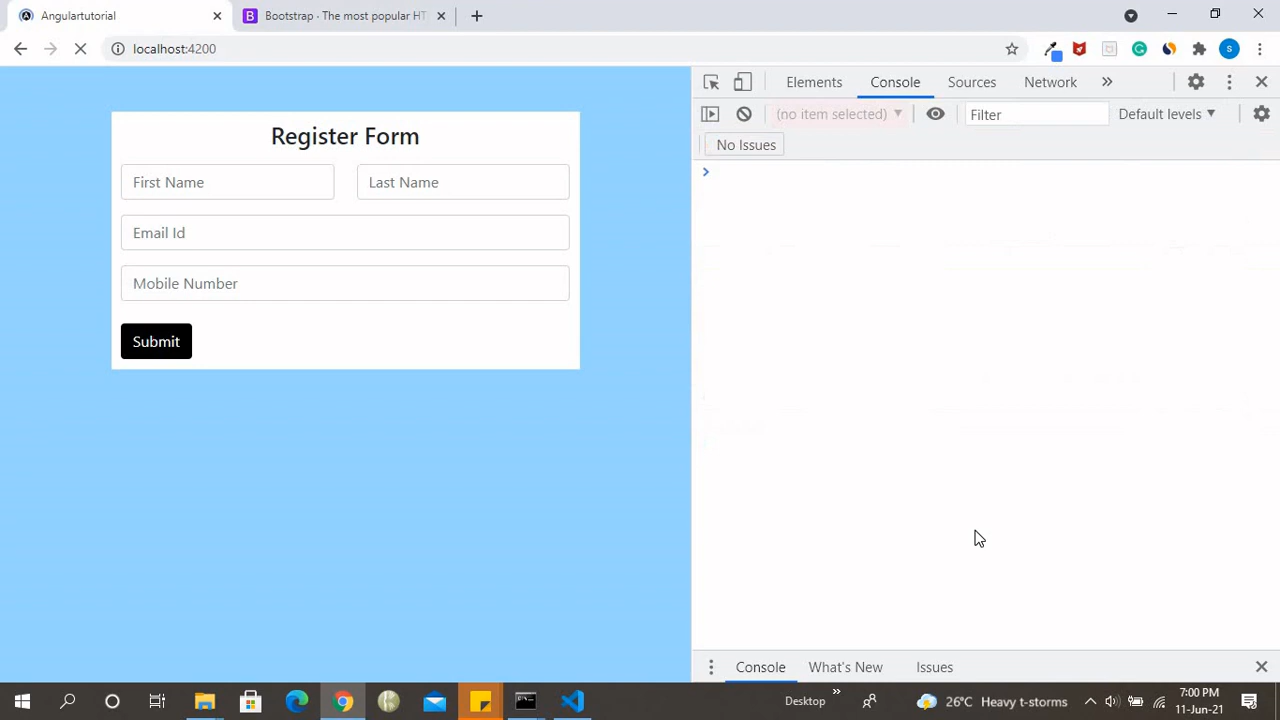 Angulartutorial
Bootstrap · The most popular HT
localhost:4200
S
Elements
Console
Sources
Network
(no item selected)
Filter
Default levels
No Issues
Register Form
First Name
Last Name
Email Id
Mobile Number
Submit
Console
What's New
Issues
Desktop
26°C Heavy t-storms
7:00 PM
11-Jun-21